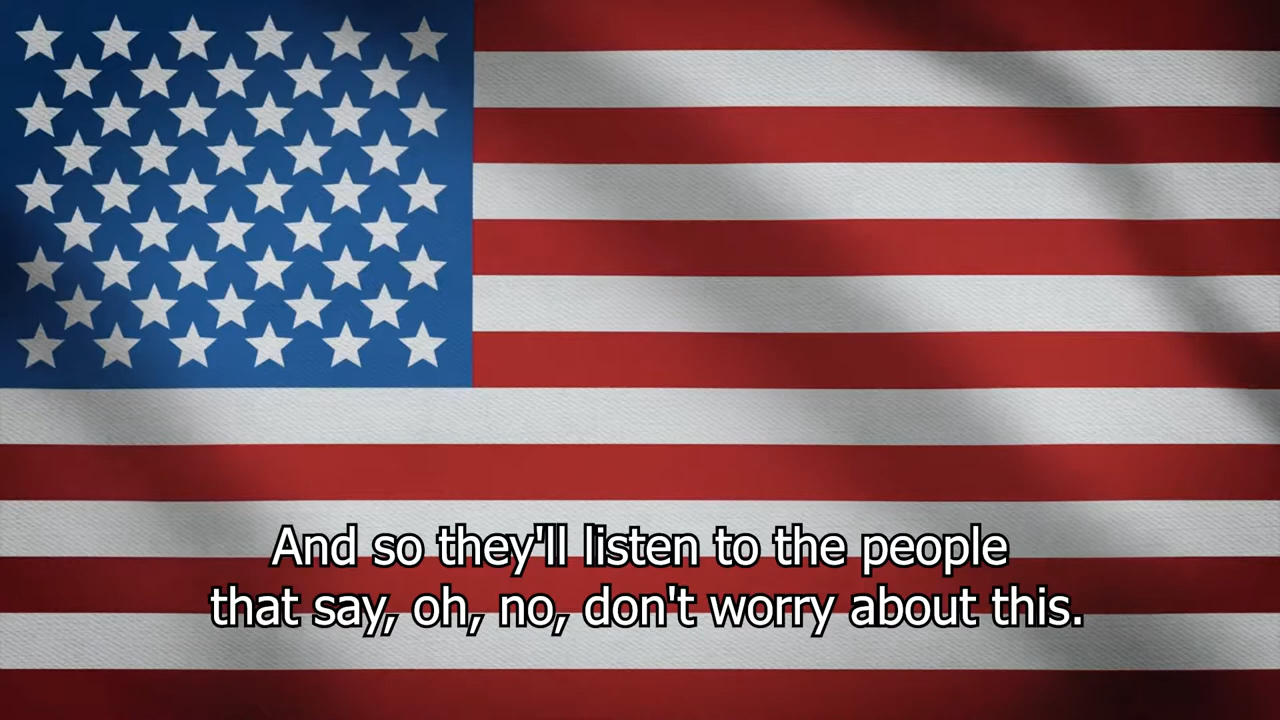 And so they'll listen to the people
that say, oh, no, don't worry about this.